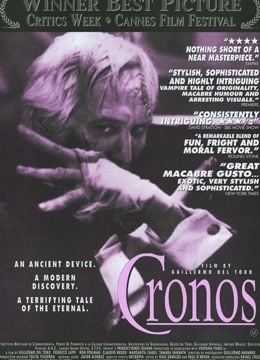 WINNER BEST PICTURE
CRITICS WEEK • CANNES FILM FESTIVAL
"★★★★
NOTHING SHORT OF A
NEAR MASTERPIECE."
"STYLISH, SOPHISTICATED
AND HIGHLY INTRIGUING
VAMPIRE TALE OF ORIGINALITY,
MACABRE HUMOUR AND
ARRESTING VISUALS."
PREMIERE
"CONSISTENTLY
INTRIGUING,
DAVID STRATTON - SBS MOVIE SHOW
"A REMARKABLE BLEND OF
FUN, FRIGHT AND
MORAL FERVOR."
ROLLING STONE
"GREAT
MACABRE GUSTO...
EXOTIC, VERY STYLISH
AND SOPHISTICATED."
NEW YORK TIMES
AN ANCIENT DEVICE.
A MODERN
DISCOVERY.
A TERRIFYING TALE
OF THE ETERNAL.
A FILM BY
GUILLERMO DEL TORO
Cronos